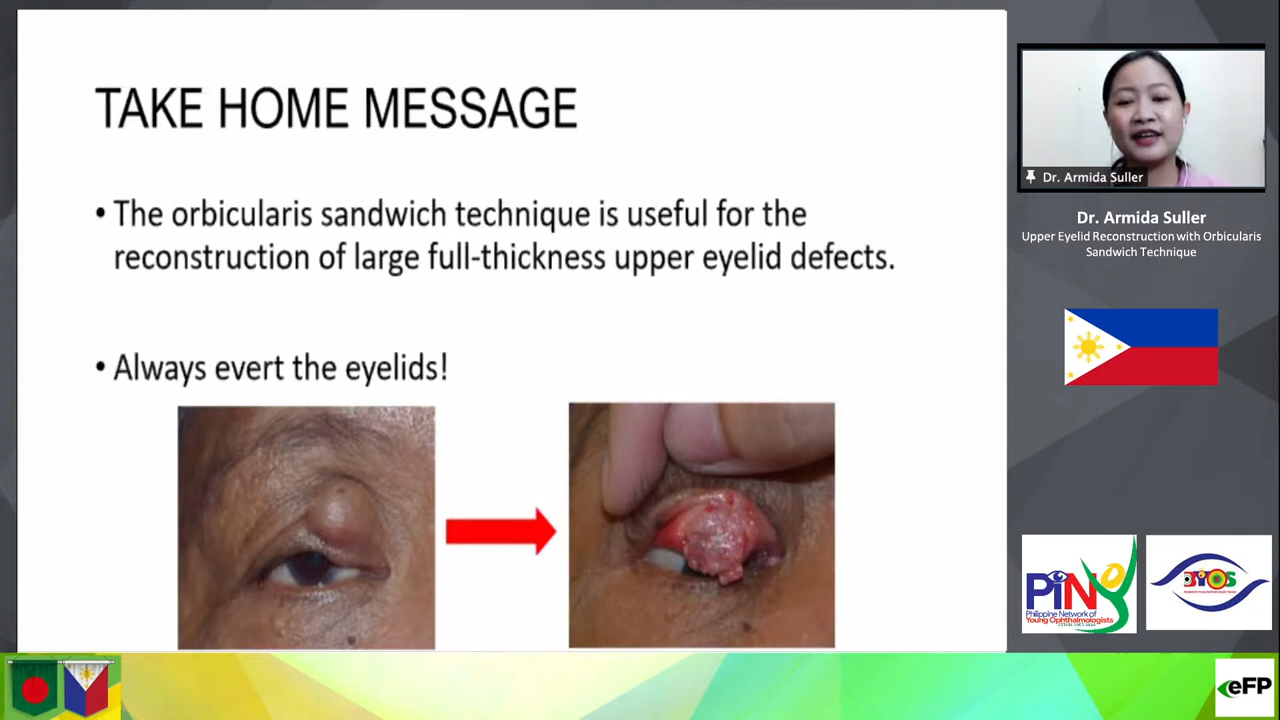 TAKE HOME MESSAGE
• The orbicularis sandwich technique is useful for the
reconstruction of large full-thickness upper eyelid defects.
• Always evert the eyelids!
Dr. Armida Suller
Dr. Armida Suller
Upper Eyelid Reconstruction with Orbicularis
Sandwich Technique
PiNYO
Philippine Network of
Young Ophthalmologists
BYOS
eFP